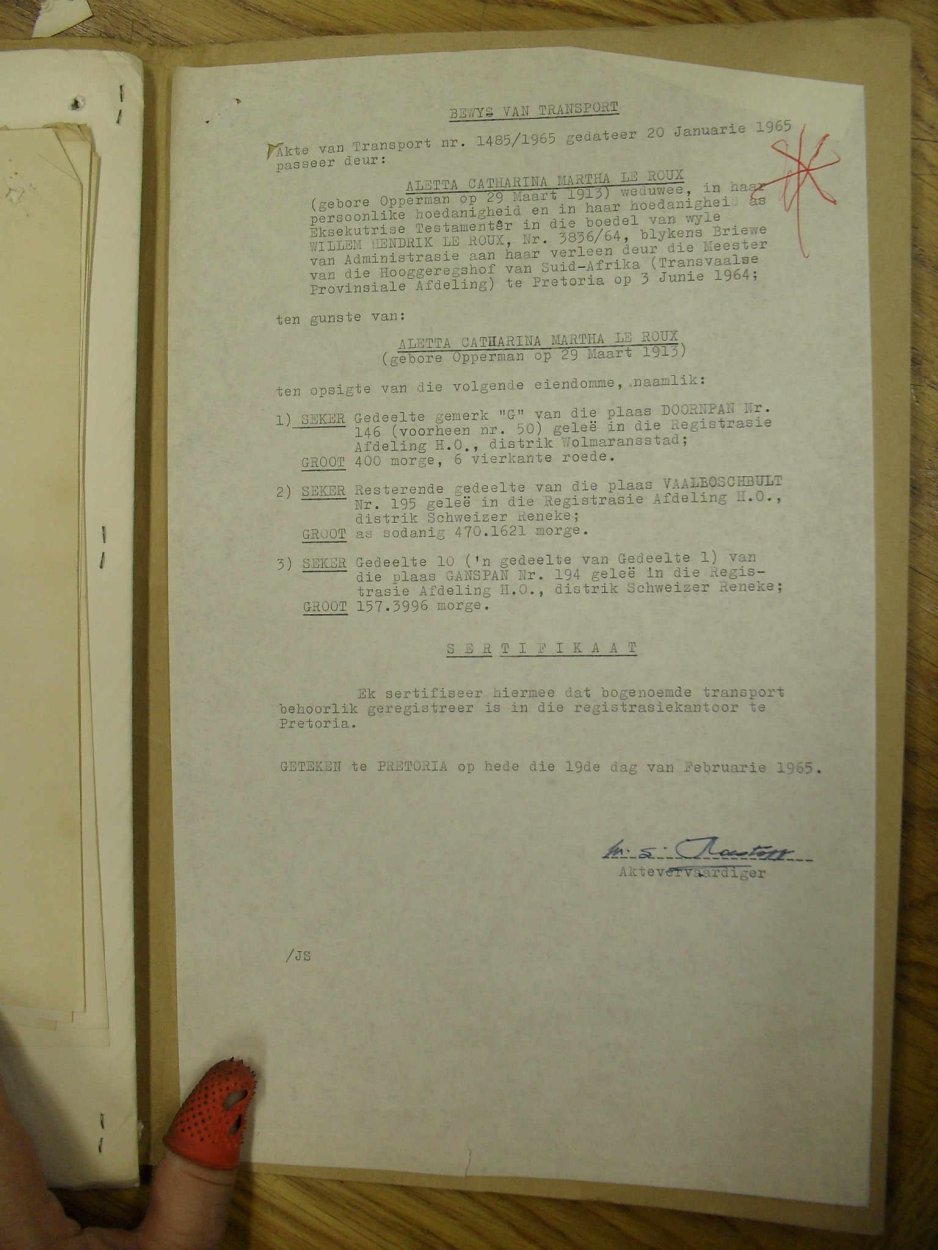 BEWYS VAN TRANSPORT
Akte van Transport nr. 1485/1965 gedateer 20 Januarie 1965
passeer deur:
ALETTA CATHARINA MARTHA LE ROUX
(gebore Opperman op 29 Maart 1913) weduwee, in haar
persoonlike hoedanigheid en in haar hoedanigheid as
Eksekutrise Testamentêr in die boedel van wyle
WILLEM HENDRIK LE ROUX, Nr. 3836/64, blykens Briewe
van Administrasie aan haar verleen deur die Meester
van die Hooggeregshof van Suid-Afrika (Transvaalse
Provinsiale Afdeling) te Pretoria op 3 Junie 1964;
ten gunste van:
ALETTA CATHARINA MARTHA LE ROUX
(gebore Opperman op 29 Maart 1913)
ten opsigte van die volgende eiendomme, naamlik:
1) SEKER Gedeelte gemerk "G" van die plaas DOORNPAN Nr.
146 (voorheen nr. 50) geleë in die Registrasie
Afdeling H.O., distrik Wolmaransstad;
GROOT 400 morge, 6 vierkante roede.
2) SEKER Resterende gedeelte van die plaas VAALBOSCHBULT
Nr. 195 geleë in die Registrasie Afdeling H.O.,
distrik Schweizer Reneke;
GROOT as sodanig 470.1621 morge.
3) SEKER Gedeelte 10 ('n gedeelte van Gedeelte 1) van
die plaas GANSPAN Nr. 194 geleë in die Regis-
trasie Afdeling H.O., distrik Schweizer Reneke;
GROOT 157.3996 morge.
S E R T I F I K A A T
Ek sertifiseer hiermee dat bogenoemde transport
behoorlik geregistreer is in die registrasiekantoor te
Pretoria.
GETEKEN te PRETORIA op hede die 19de dag van Februarie 1965.
M. S.
Aktevervaardiger
/JS